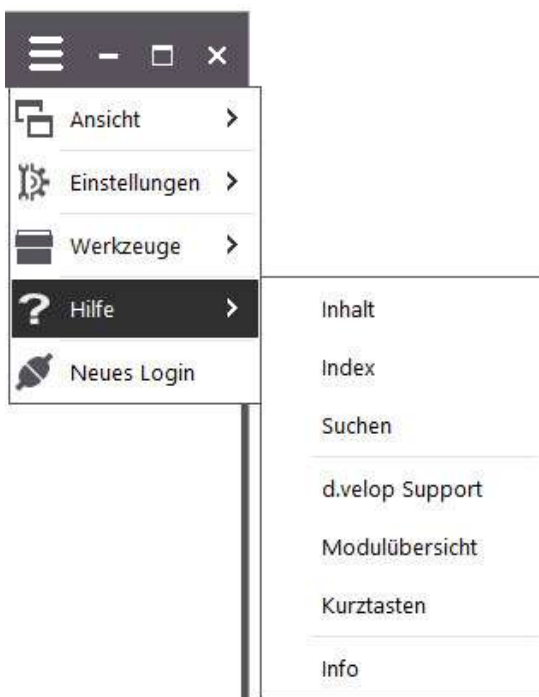 Ansicht
Einstellungen
Werkzeuge
Hilfe
Neues Login
Inhalt
Index
Suchen
d.velop Support
Modulübersicht
Kurztasten
Info